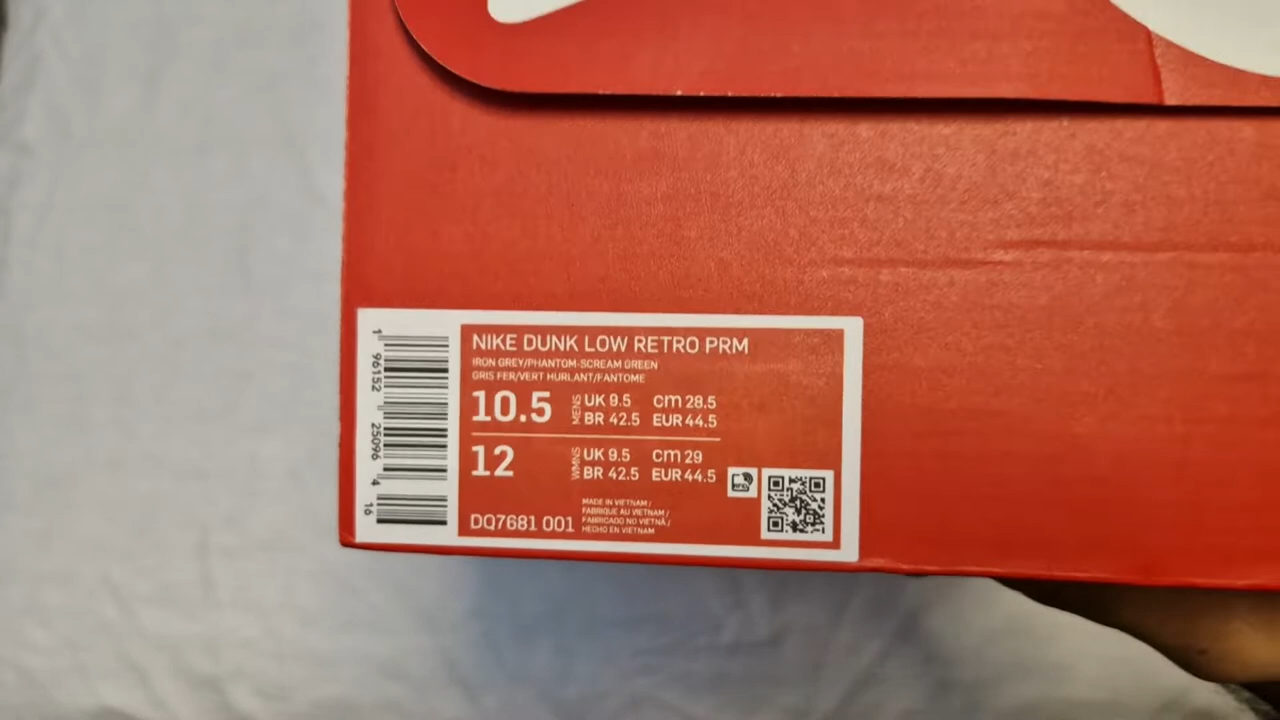 NIKE DUNK LOW RETRO PRM
IRON GREY/PHANTOM-SCREAM GREEN
GRIS FER/VERT HURLANT/FANTOME
10.5 MENS UK 9.5 cm 28.5
BR 42.5 EUR 44.5
12 WMNS UK 9.5 cm 29
BR 42.5 EUR 44.5
DQ7681 001
MADE IN VIETNAM /
FABRIQUE AU VIETNAM /
FABRICADO NO VIETNÃ /
HECHO EN VIETNAM
RFID
1 96152 25096 4 16